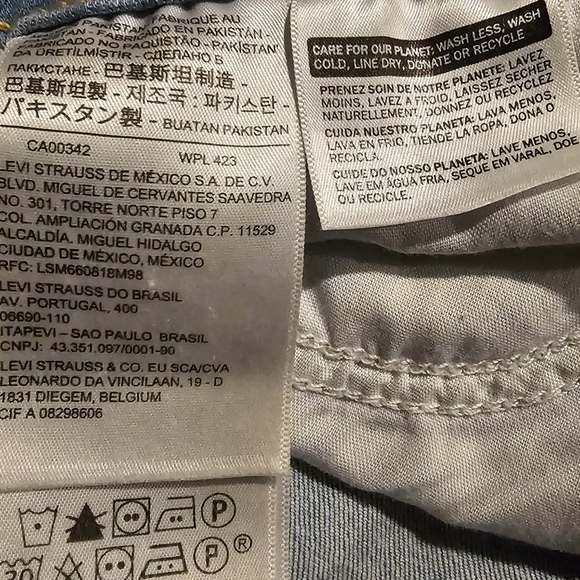 FABRIQUE AU
PAKISTAN - FABRICADO EN PAKISTÁN -
FABRICADO NO PAQUISTÃO - PAKISTAN'
DA ÜRETİLMİSTİR - СДЕЛАНО В
ПАКИСТАНЕ - 巴基斯坦制造 -
巴基斯坦製 - 제조국 : 파키스탄 -
パキスタン製 - BUATAN PAKISTAN
CA00342 WPL 423
LEVI STRAUSS DE MÉXICO S.A. DE C.V.
BLVD. MIGUEL DE CERVANTES SAAVEDRA
NO. 301, TORRE NORTE PISO 7
COL. AMPLIACIÓN GRANADA C.P. 11529
ALCALDÍA. MIGUEL HIDALGO
CIUDAD DE MÉXICO, MÉXICO
RFC: LSM660818M98
LEVI STRAUSS DO BRASIL
AV. PORTUGAL, 400
06690-110
ITAPEVI – SAO PAULO BRASIL
CNPJ: 43.351.097/0001-90
LEVI STRAUSS & CO. EU SCA/CVA
LEONARDO DA VINCILAAN, 19 - D
1831 DIEGEM, BELGIUM
CIF A 08298606
P
30 P ®
CARE FOR OUR PLANET: WASH LESS, WASH
COLD, LINE DRY, DONATE OR RECYCLE
PRENEZ SOIN DE NOTRE PLANETE: LAVEZ
MOINS, LAVEZ A FROID, LAISSEZ SECHER
NATURELLEMENT, DONNEZ OU RECYCLEZ
CUIDA NUESTRO PLANETA: LAVA MENOS,
LAVA EN FRÍO, TIENDE LA ROPA, DONA O
RECICLA.
CUIDE DO NOSSO PLANETA: LAVE MENOS,
LAVE EM ÁGUA FRIA, SEQUE EM VARAL, DOE
OU RECICLE.